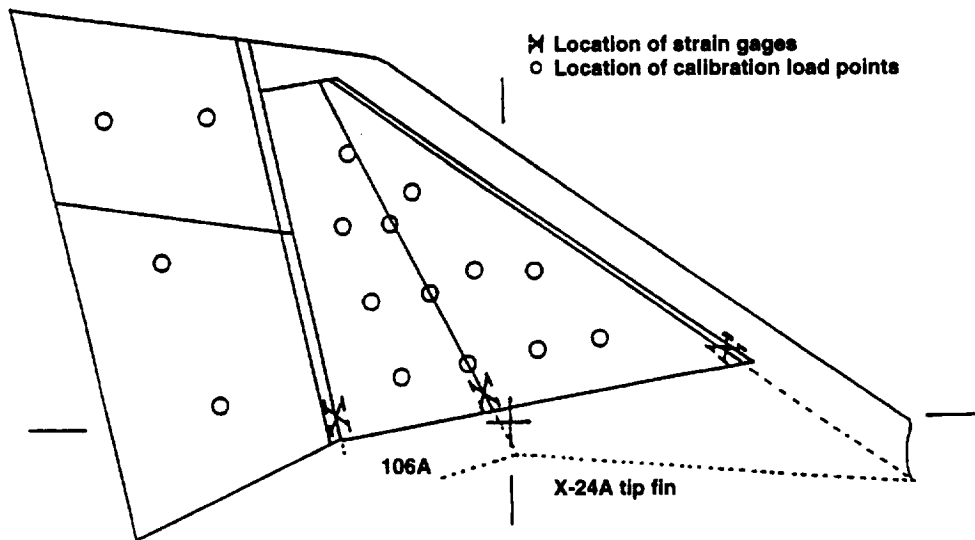 Location of strain gages
Location of calibration load points
106A
X-24A tip fin